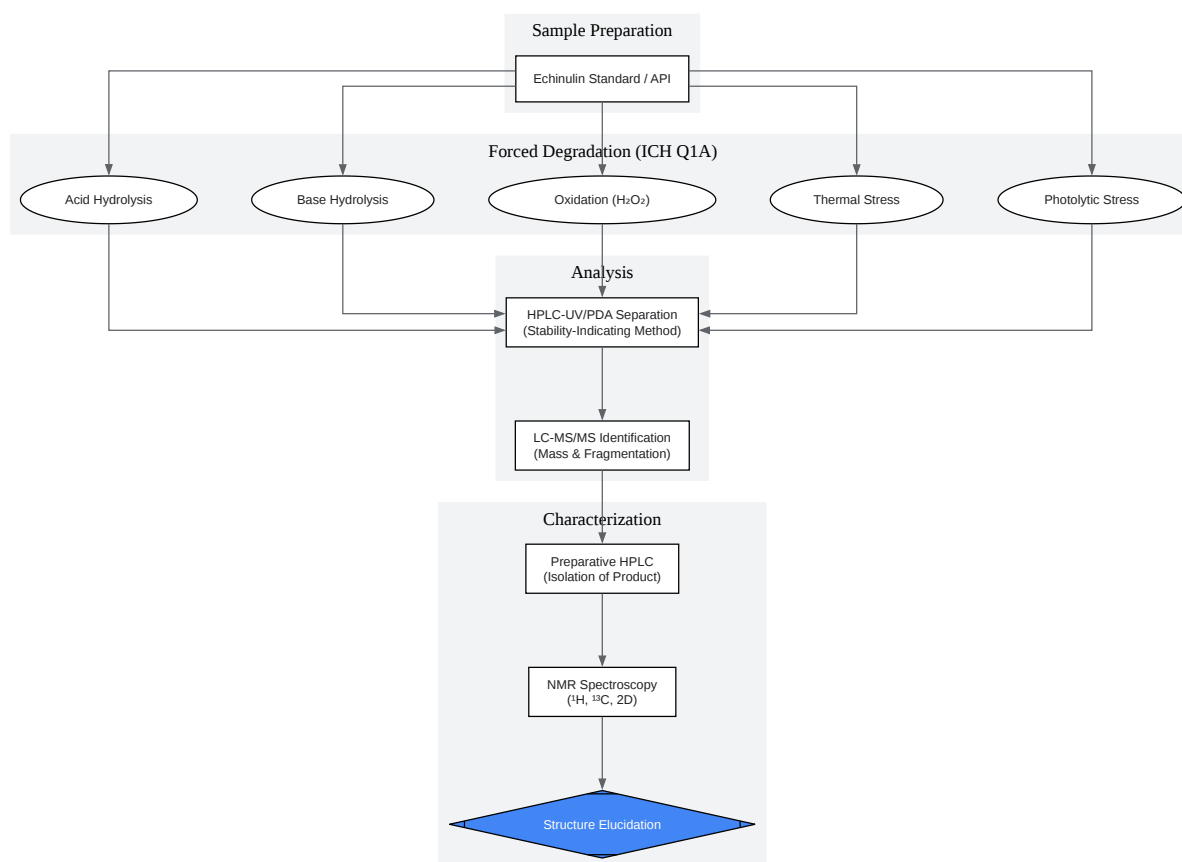 Sample Preparation
Echinulin Standard / API
Forced Degradation (ICH Q1A)
Acid Hydrolysis
Base Hydrolysis
Oxidation (H₂O₂)
Thermal Stress
Photolytic Stress
Analysis
HPLC-UV/PDA Separation
(Stability-Indicating Method)
LC-MS/MS Identification
(Mass & Fragmentation)
Characterization
Preparative HPLC
(Isolation of Product)
NMR Spectroscopy
(¹H, ¹³C, 2D)
Structure Elucidation